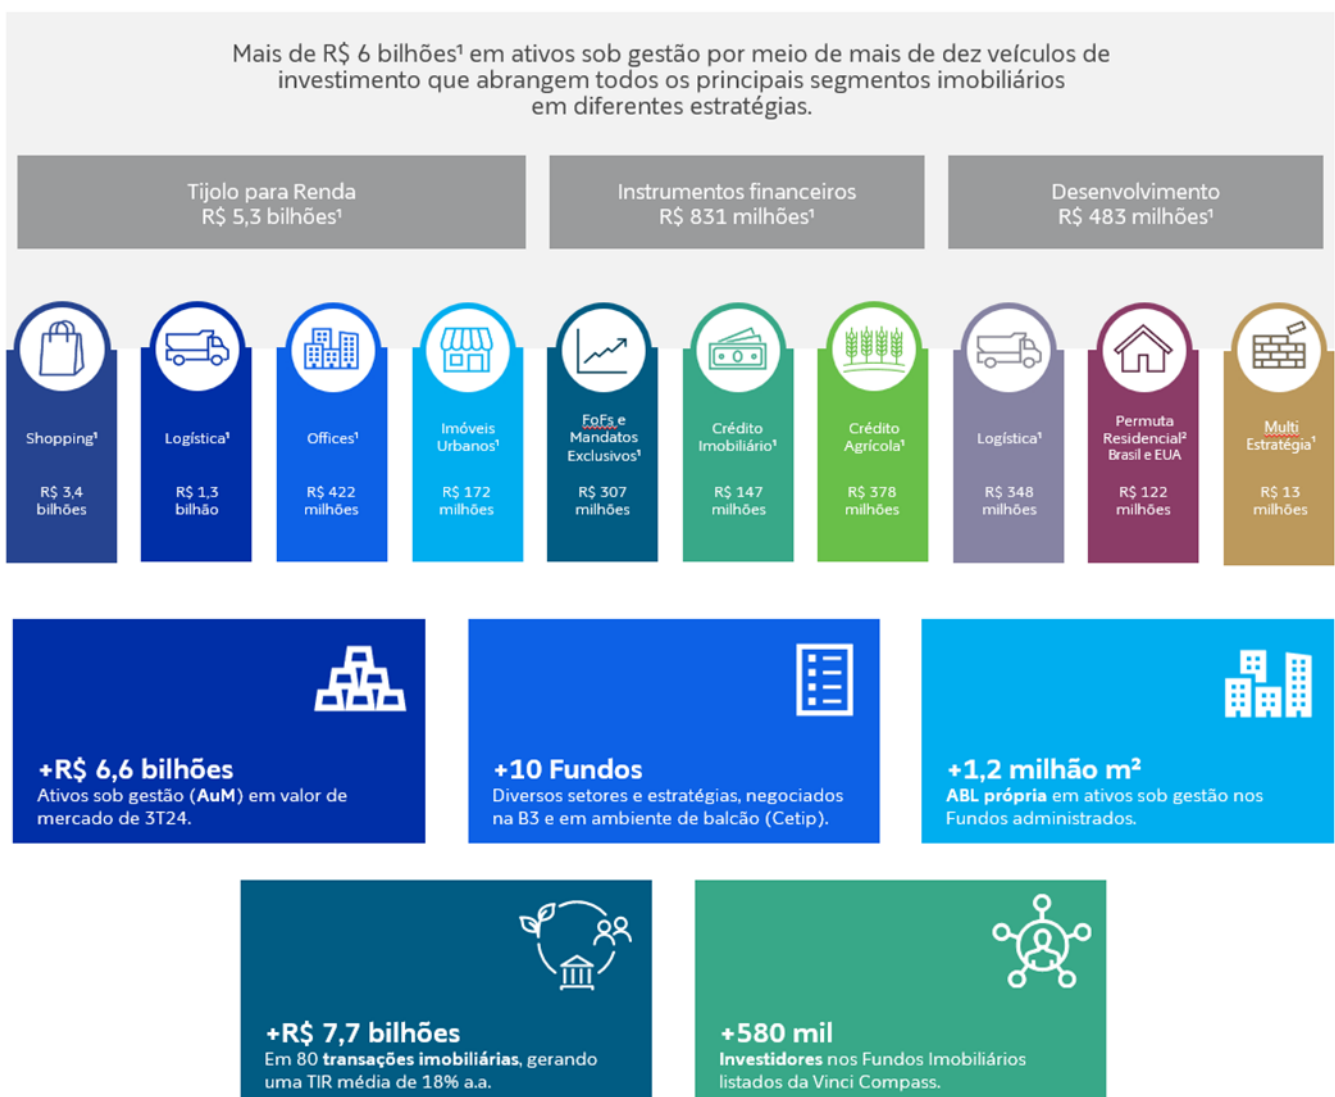 Mais de R$ 6 bilhões¹ em ativos sob gestão por meio de mais de dez veículos de
investimento que abrangem todos os principais segmentos imobiliários
em diferentes estratégias.
Tijolo para Renda
R$ 5,3 bilhões¹
Instrumentos financeiros
R$ 831 milhões¹
Desenvolvimento
R$ 483 milhões¹
Shopping¹
R$ 3,4
bilhões
Logística¹
R$ 1,3
bilhão
Offices¹
R$ 422
milhões
Imóveis
Urbanos¹
R$ 172
milhões
FoFs e
Mandatos
Exclusivos¹
R$ 307
milhões
Crédito
Imobiliário¹
R$ 147
milhões
Crédito
Agrícola¹
R$ 378
milhões
Logística¹
R$ 348
milhões
Permuta
Residencial²
Brasil e EUA
R$ 122
milhões
Multi
Estratégia¹
R$ 13
milhões
+R$ 6,6 bilhões
Ativos sob gestão (AuM) em valor de
mercado de 3T24.
+10 Fundos
Diversos setores e estratégias, negociados
na B3 e em ambiente de balcão (Cetip).
+1,2 milhão m²
ABL própria em ativos sob gestão nos
Fundos administrados.
+R$ 7,7 bilhões
Em 80 transações imobiliárias, gerando
uma TIR média de 18% a.a.
+580 mil
Investidores nos Fundos Imobiliários
listados da Vinci Compass.